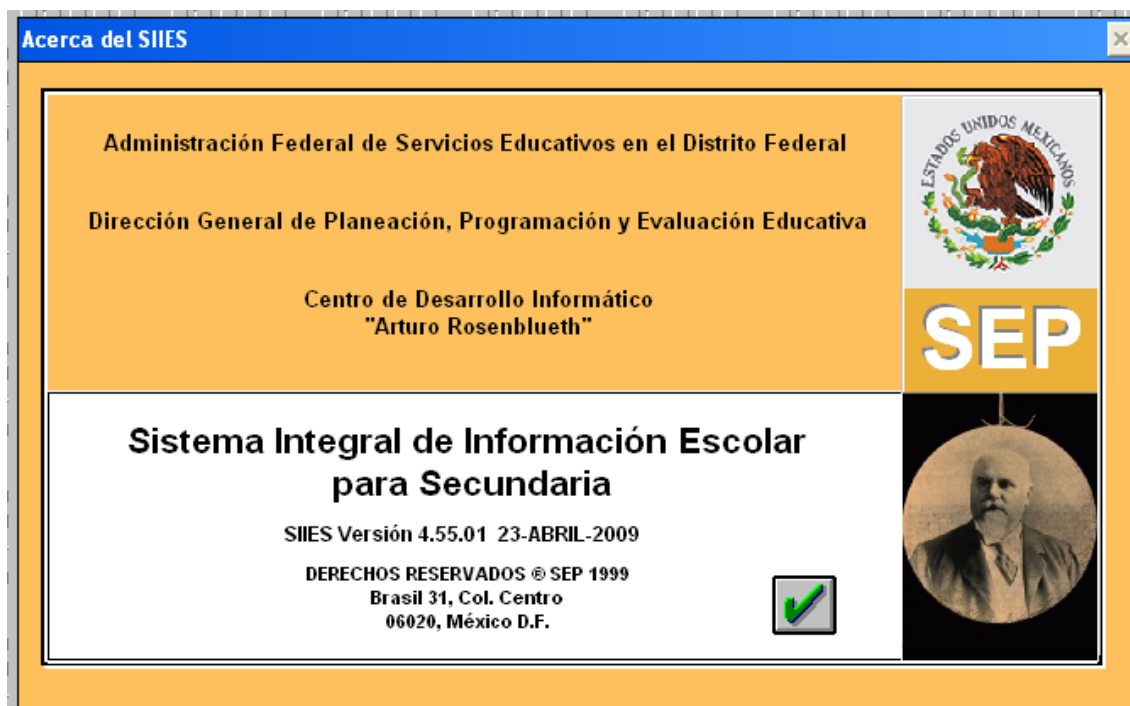 Acerca del SIIES
Administración Federal de Servicios Educativos en el Distrito Federal
ESTADOS UNIDOS MEXICANOS
Dirección General de Planeación, Programación y Evaluación Educativa
Centro de Desarrollo Informático
"Arturo Rosenblueth"
SEP
Sistema Integral de Información Escolar
para Secundaria
SIIES Versión 4.55.01 23-ABRIL-2009
DERECHOS RESERVADOS ® SEP 1999
Brasil 31, Col. Centro
06020, México D.F.